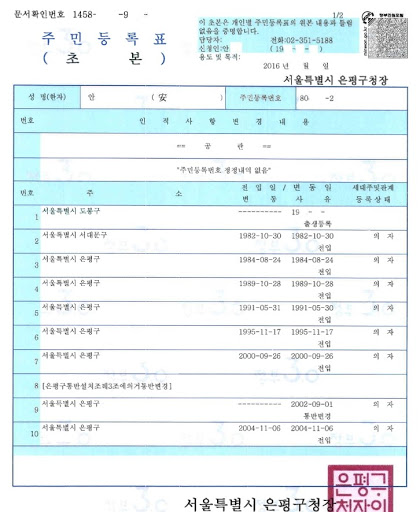 문서확인번호 1458- -9 -
1/2
주 민 등 록 표
( 초 본 )
이 초본은 개인별 주민등록표의 원본 내용과 틀림
없음을 증명합니다.
담당자: 전화:02-351-5188
신청인:안 ( 19 - - )
용도 및 목적:
2016 년 월 일
서울특별시 은평구청장
성 명(한자) 안 ( 安 ) 주민등록번호 80 -2
번호 인 적 사 항 변 경 내 용
== 공 란 ==
"주민등록번호 정정내역 없음"
번호 주 소 전 입 일 / 변 동 일 세대주및관계
변 동 사 유 등 록 상 태
1 서울특별시 도봉구 ---------- 19 - -
출생등록
2 서울특별시 서대문구 1982-10-30 1982-10-30 의 자
전입
3 서울특별시 은평구 1984-08-24 1984-08-24 의 자
전입
4 서울특별시 은평구 1989-10-28 1989-10-28 의 자
전입
5 서울특별시 은평구 1991-05-31 1991-05-30 의 자
전입
6 서울특별시 은평구 1995-11-17 1995-11-17 의 자
전입
7 서울특별시 은평구 2000-09-26 2000-09-26 의 자
전입
8 [은평구통반설치조례3조에의거통반변경]
9 서울특별시 은평구 ---------- 2002-09-01 의 자
통반변경
10 서울특별시 은평구 2004-11-06 2004-11-06 의 자
전입
서울특별시 은평구청장
은평구